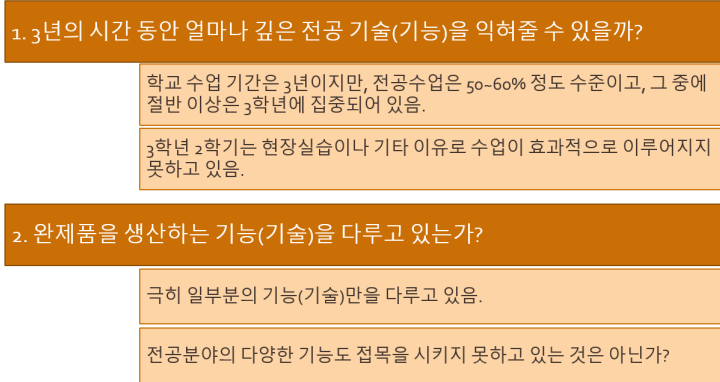 1. 3년의 시간 동안 얼마나 깊은 전공 기술(기능)을 익혀줄 수 있을까?
학교 수업 기간은 3년이지만, 전공수업은 50~60% 정도 수준이고, 그 중에
절반 이상은 3학년에 집중되어 있음.
3학년 2학기는 현장실습이나 기타 이유로 수업이 효과적으로 이루어지지
못하고 있음.
2. 완제품을 생산하는 기능(기술)을 다루고 있는가?
극히 일부분의 기능(기술)만을 다루고 있음.
전공분야의 다양한 기능도 접목을 시키지 못하고 있는 것은 아닌가?